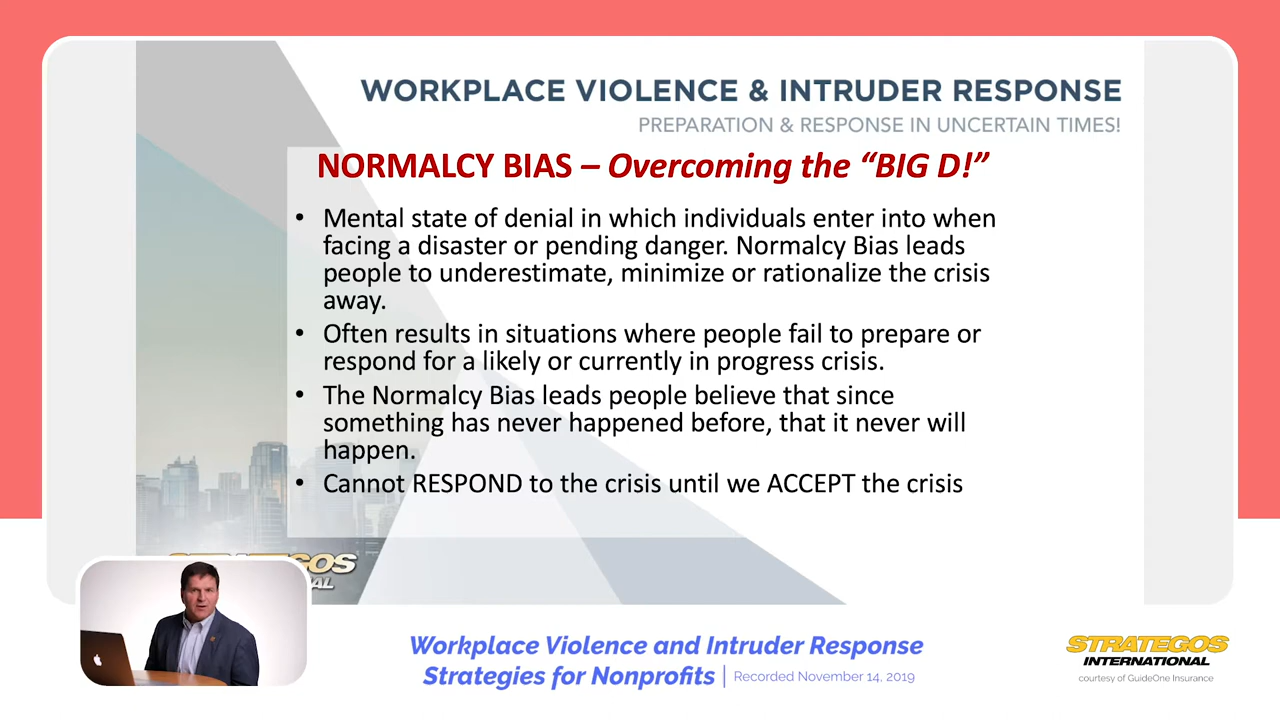 WORKPLACE VIOLENCE & INTRUDER RESPONSE
PREPARATION & RESPONSE IN UNCERTAIN TIMES!
NORMALCY BIAS – Overcoming the “BIG D!”
• Mental state of denial in which individuals enter into when
facing a disaster or pending danger. Normalcy Bias leads
people to underestimate, minimize or rationalize the crisis
away.
• Often results in situations where people fail to prepare or
respond for a likely or currently in progress crisis.
• The Normalcy Bias leads people believe that since
something has never happened before, that it never will
happen.
• Cannot RESPOND to the crisis until we ACCEPT the crisis
Workplace Violence and Intruder Response
Strategies for Nonprofits | Recorded November 14, 2019
STRATEGOS
INTERNATIONAL
courtesy of GuideOne Insurance